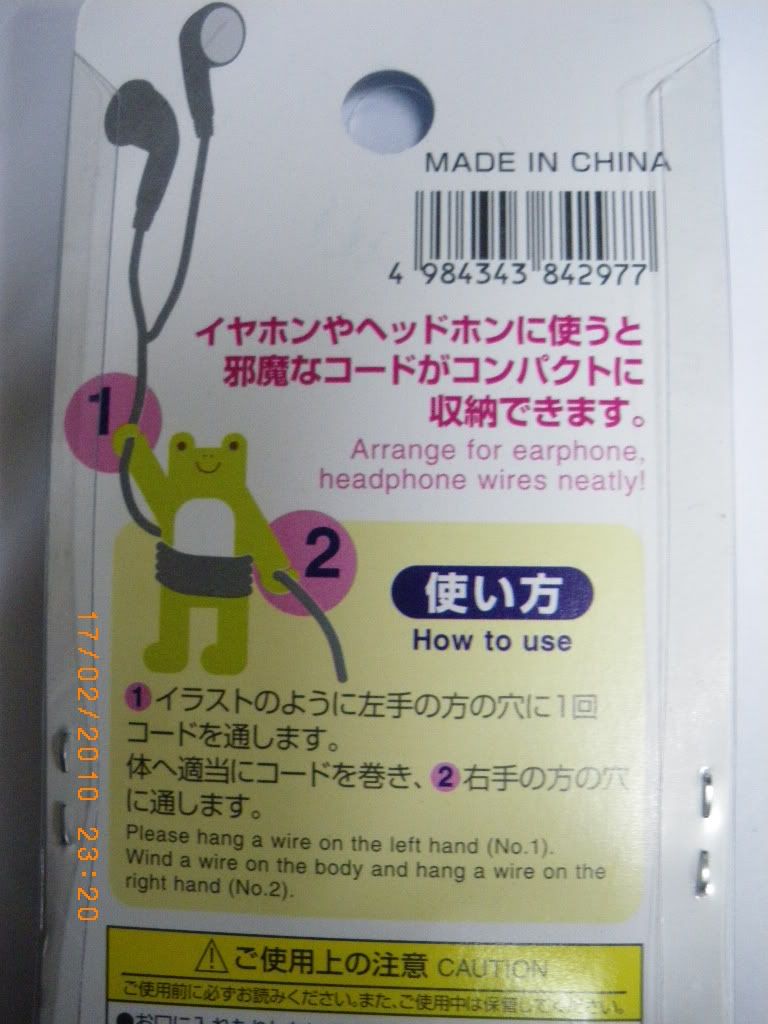 MADE IN CHINA
4 984343 842977
イヤホンやヘッドホンに使うと
邪魔なコードがコンパクトに
収納できます。
Arrange for earphone,
headphone wires neatly!
1
2
使い方
How to use
1 イラストのように左手の方の穴に1回
コードを通します。
体へ適当にコードを巻き、2 右手の方の穴
に通します。
Please hang a wire on the left hand (No.1).
Wind a wire on the body and hang a wire on the
right hand (No.2).
ご使用上の注意 CAUTION
ご使用前に必ずお読みください。また、ご使用中は保管してください。
●お口に入れ
17/02/2010 23:20